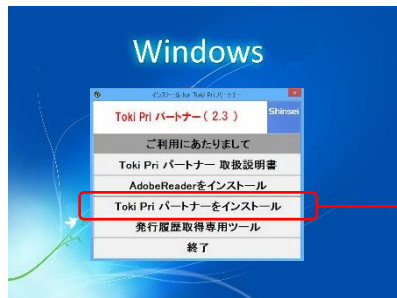 Windows
インストール for Toki Pri パートナー
Toki Pri パートナー( 2.3 )
Shinsei
ご利用にあたりまして
Toki Pri パートナー 取扱説明書
AdobeReaderをインストール
Toki Pri パートナーをインストール
発行履歴取得専用ツール
終了